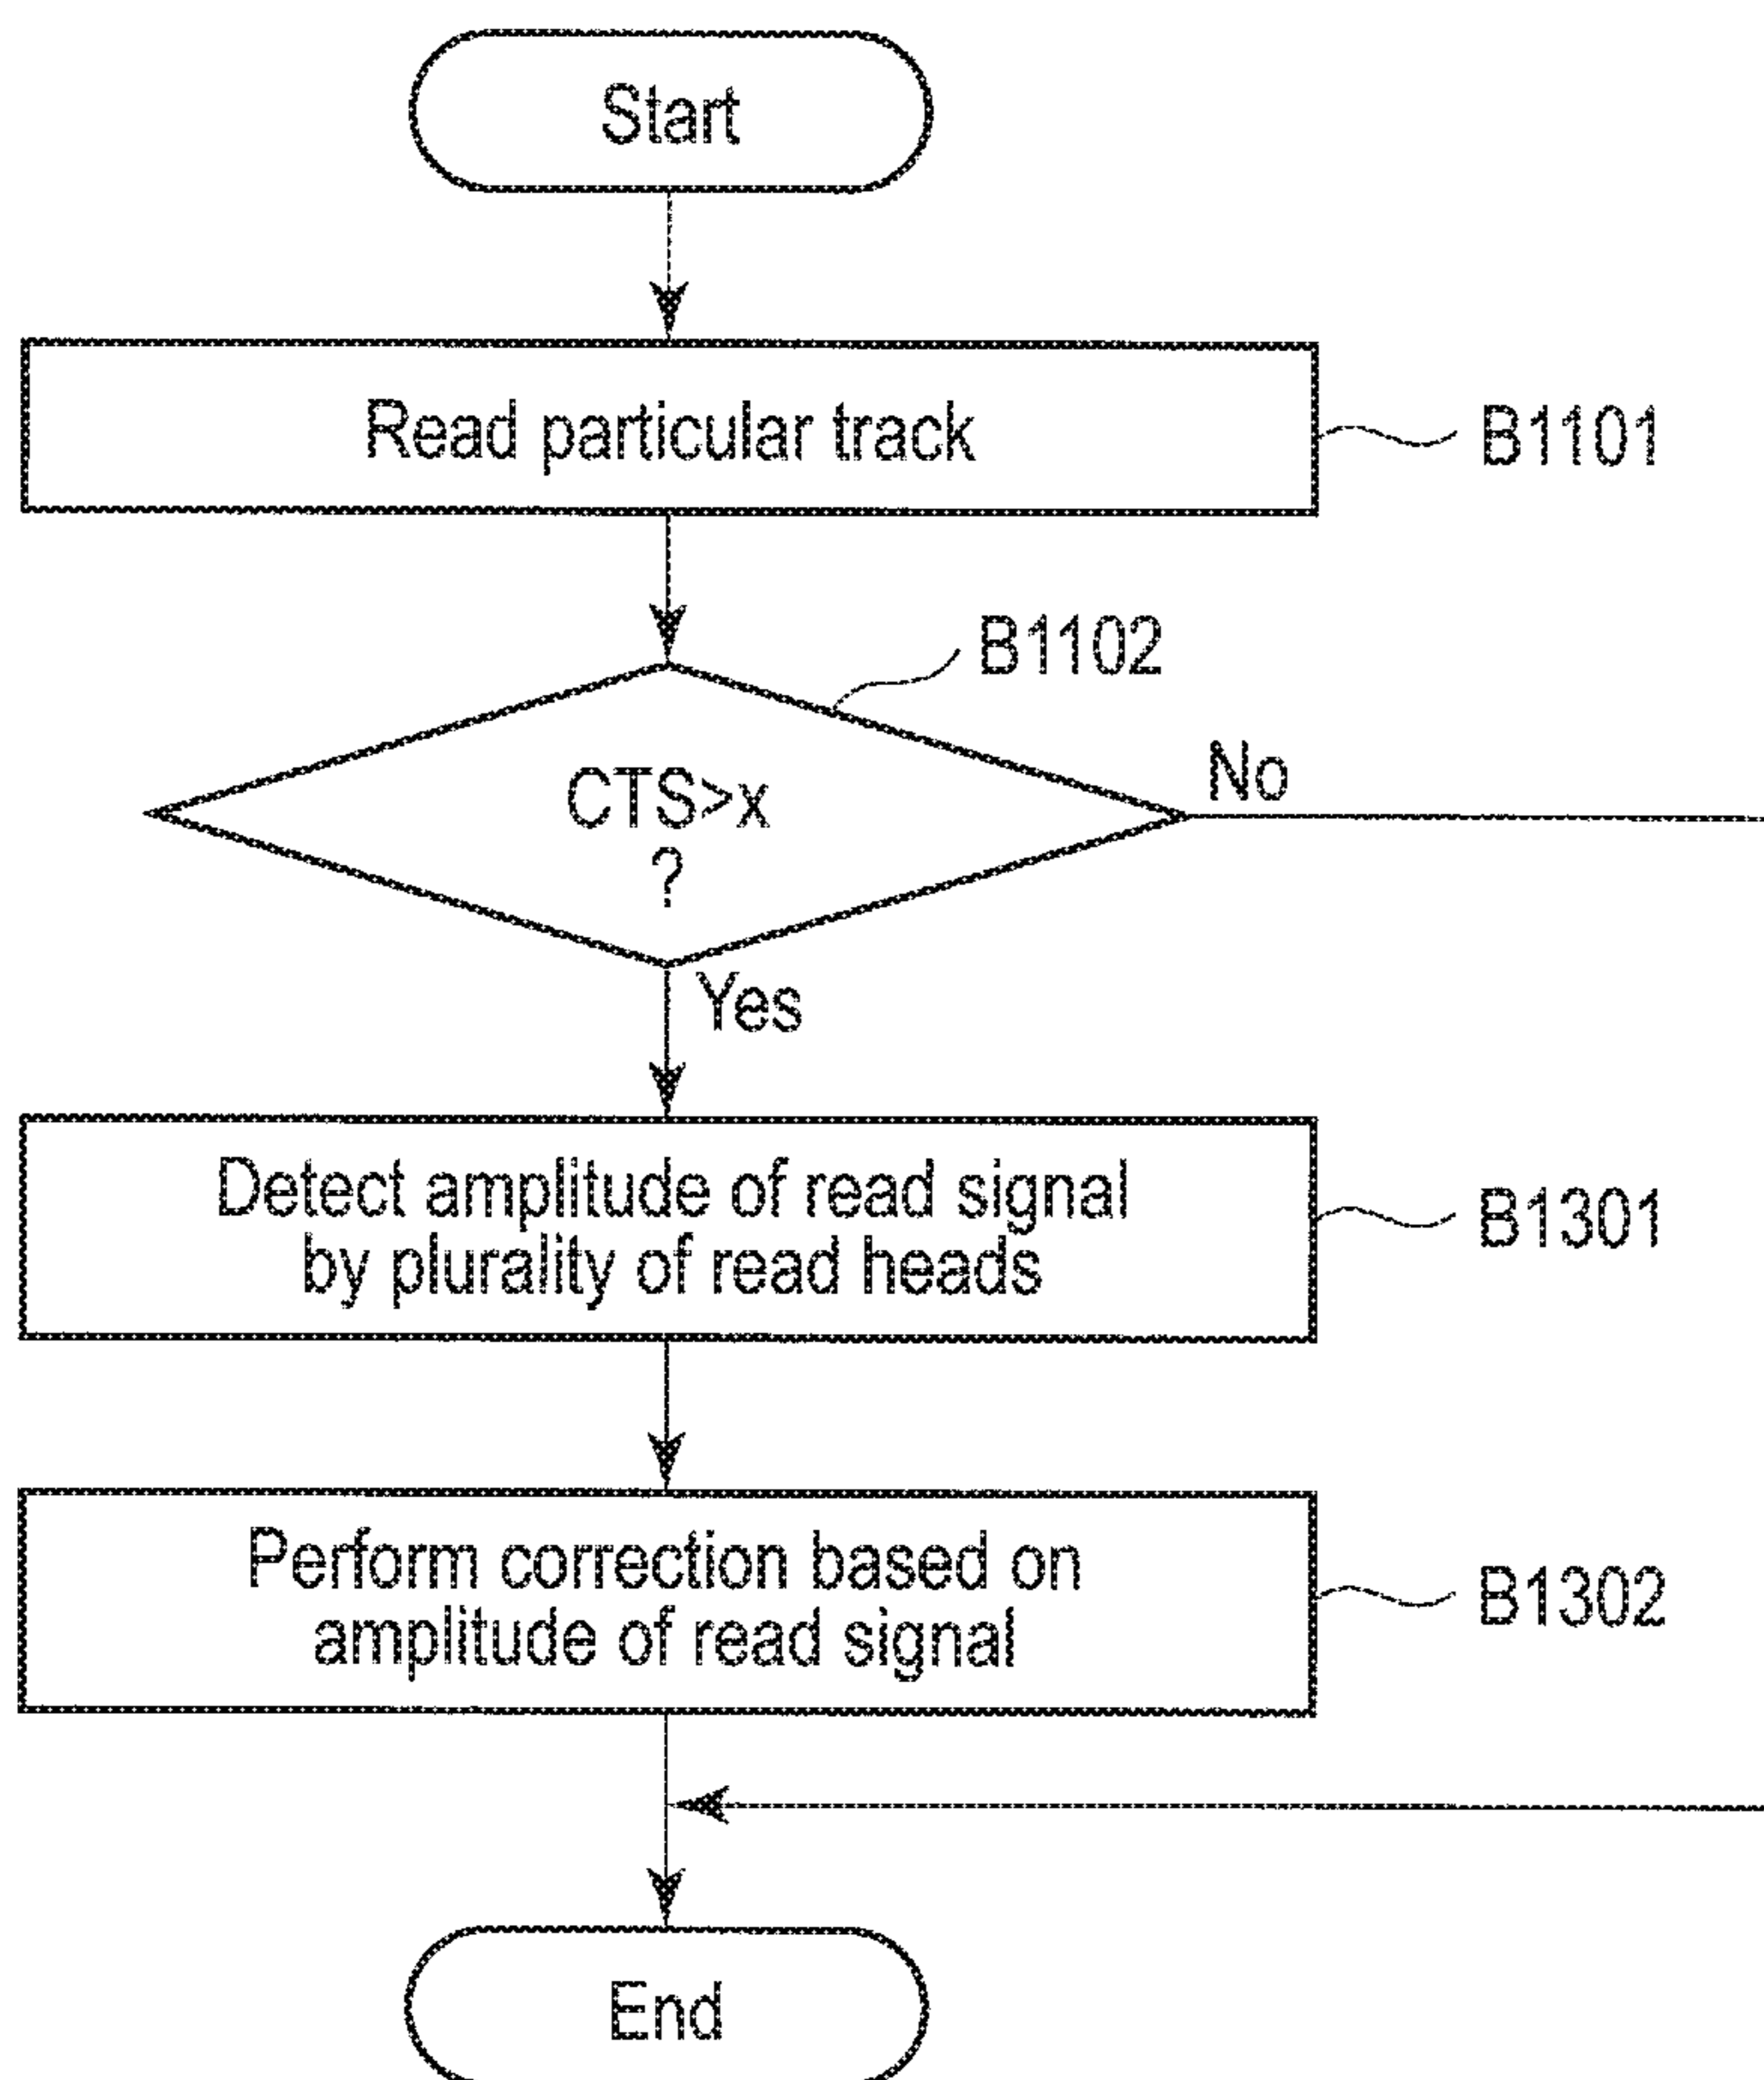 Start
Read particular track
B1101
B1102
CTS>x
?
No
Yes
Detect amplitude of read signal
by plurality of read heads
B1301
Perform correction based on
amplitude of read signal
B1302
End